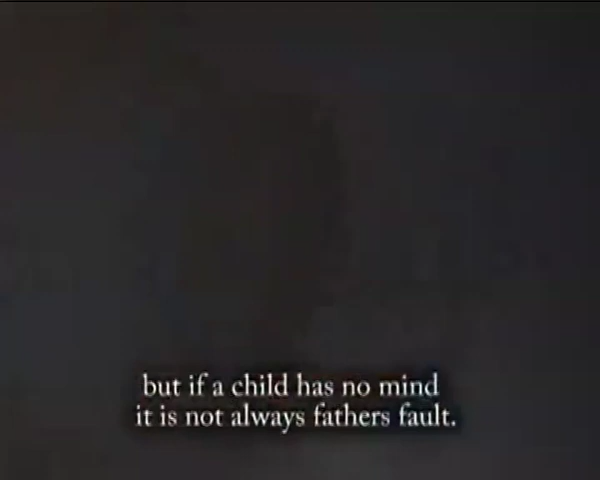 but if a child has no mind
it is not always fathers fault.